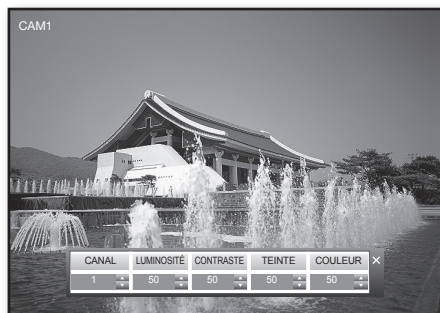 CAM1
CANAL LUMINOSITÉ CONTRASTE TEINTE COULEUR ×
1 50 50 50 50